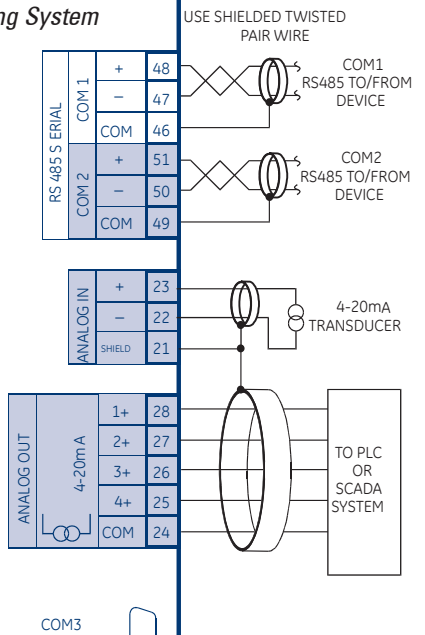 ng System
USE SHIELDED TWISTED
PAIR WIRE
RS 485 S ERIAL
COM 1
+ 48
– 47
COM 46
COM1
RS485 TO/FROM
DEVICE
COM 2
+ 51
– 50
COM 49
COM2
RS485 TO/FROM
DEVICE
ANALOG IN
+ 23
– 22
SHIELD 21
4-20mA
TRANSDUCER
ANALOG OUT
4-20m A
1+ 28
2+ 27
3+ 26
4+ 25
COM 24
TO PLC
OR
SCADA
SYSTEM
COM3